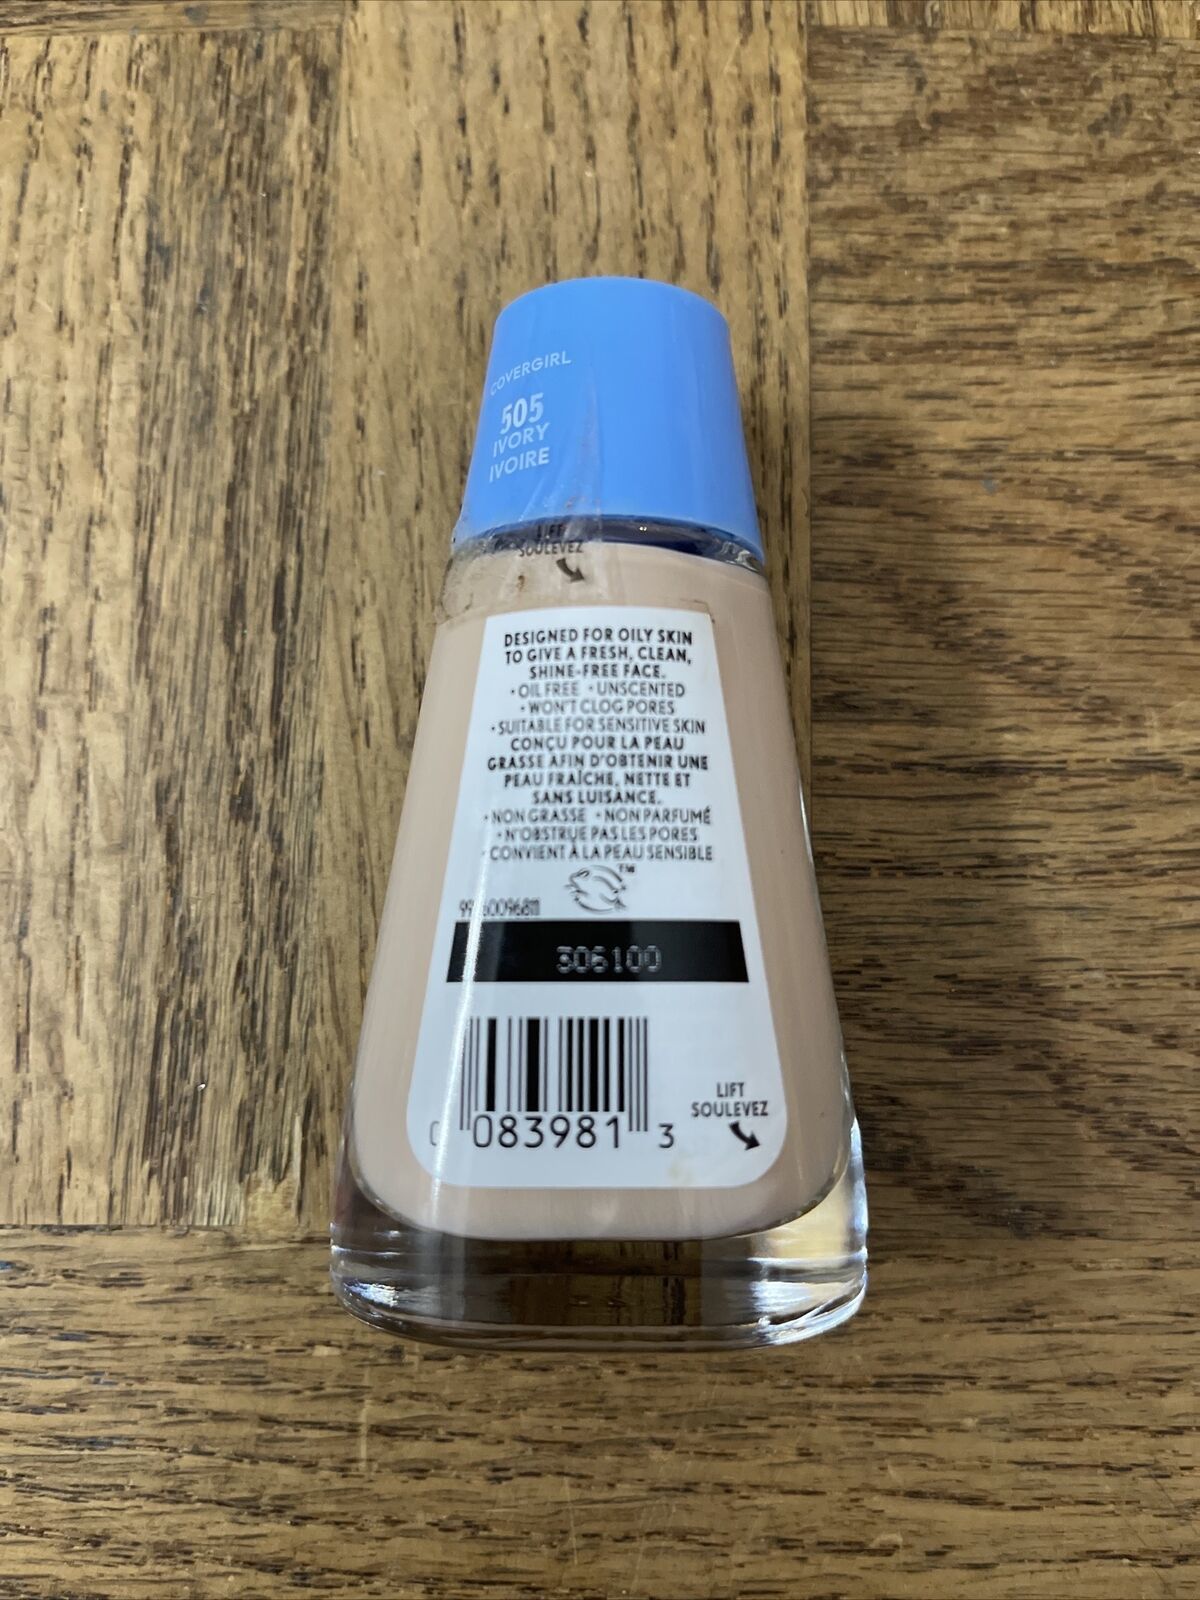 COVERGIRL
505
IVORY
IVOIRE
LIFT
SOULEVEZ
DESIGNED FOR OILY SKIN
TO GIVE A FRESH, CLEAN,
SHINE-FREE FACE.
• OIL FREE • UNSCENTED
• WON'T CLOG PORES
• SUITABLE FOR SENSITIVE SKIN
CONÇU POUR LA PEAU
GRASSE AFIN D'OBTENIR UNE
PEAU FRAÎCHE, NETTE ET
SANS LUISANCE.
• NON GRASSE • NON PARFUMÉ
• N'OBSTRUE PAS LES PORES
• CONVIENT À LA PEAU SENSIBLE
TM
306100
0 083981 3
LIFT
SOULEVEZ